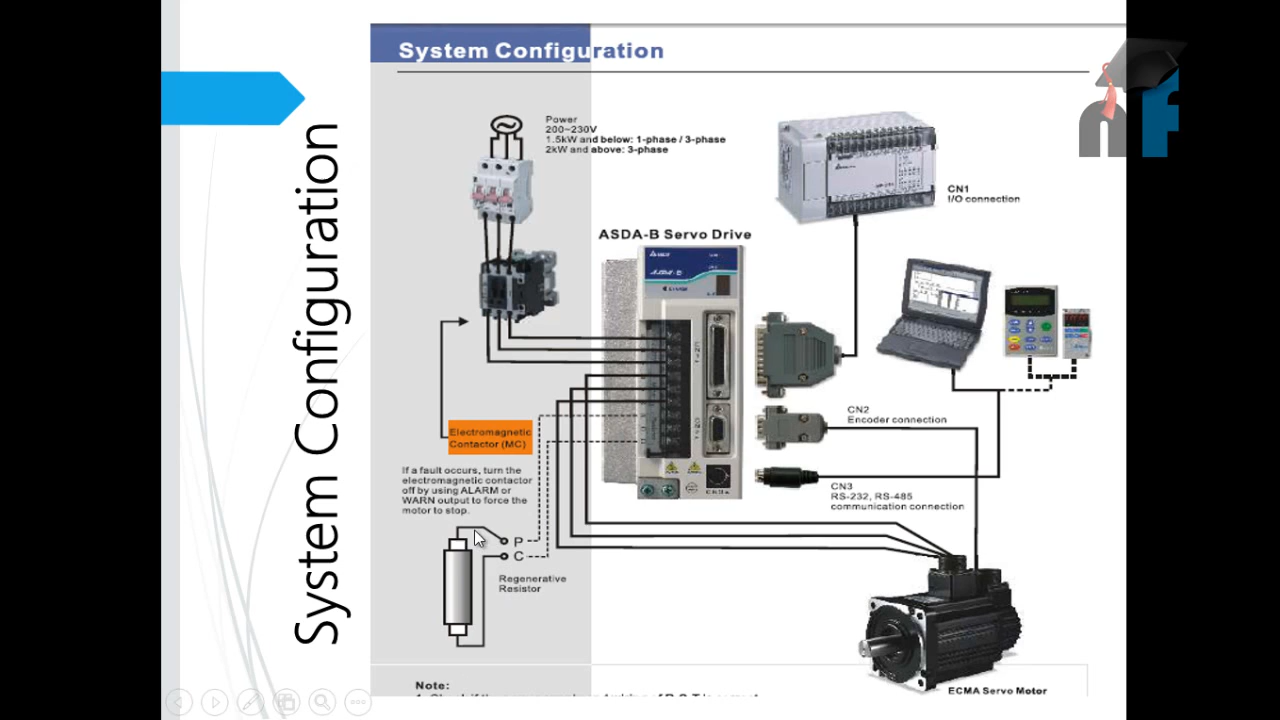 System Configuration
System Configuration
Power
200~230V
1.5kW and below: 1-phase / 3-phase
2kW and above: 3-phase
CN1
I/O connection
ASDA-B Servo Drive
Electromagnetic
Contactor (MC)
If a fault occurs, turn the
electromagnetic contactor
off by using ALARM or
WARN output to force the
motor to stop.
CN2
Encoder connection
CN3
RS-232, RS-485
communication connection
P
C
Regenerative
Resistor
ECMA Servo Motor
Note:
nf